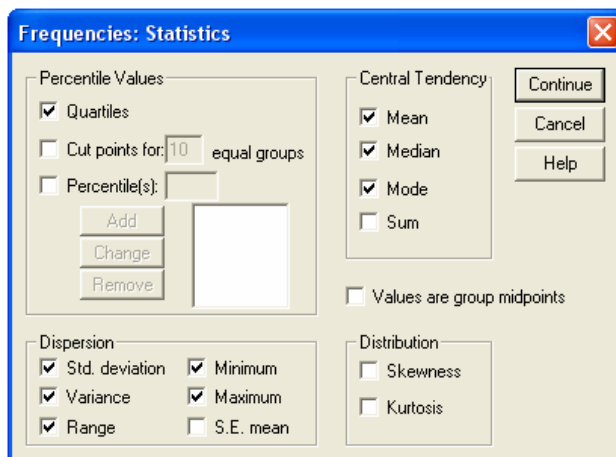 Frequencies: Statistics
Percentile Values
Quartiles
Cut points for: 10 equal groups
Percentile(s):
Add
Change
Remove
Central Tendency
Mean
Median
Mode
Sum
Continue
Cancel
Help
Values are group midpoints
Dispersion
Std. deviation Minimum
Variance Maximum
Range S.E. mean
Distribution
Skewness
Kurtosis